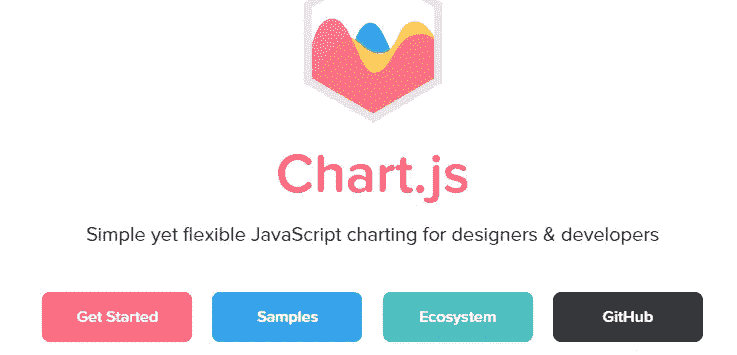 Chart.js
Simple yet flexible JavaScript charting for designers & developers
Get Started Samples Ecosystem GitHub